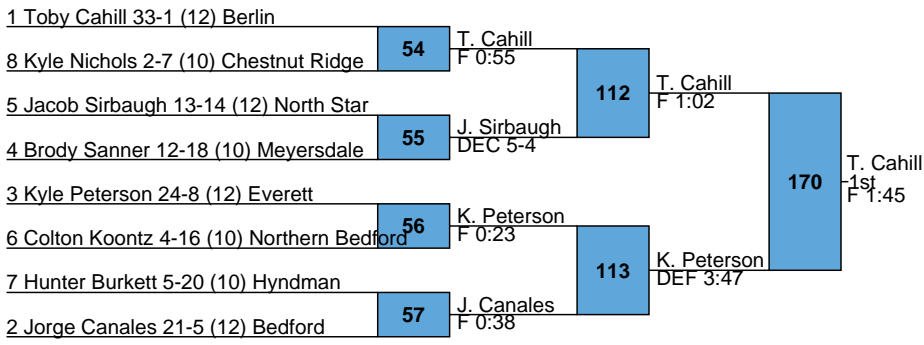 1 Toby Cahill 33-1 (12) Berlin
54
T. Cahill
F 0:55
8 Kyle Nichols 2-7 (10) Chestnut Ridge
112
T. Cahill
F 1:02
5 Jacob Sirbaugh 13-14 (12) North Star
55
J. Sirbaugh
DEC 5-4
4 Brody Sanner 12-18 (10) Meyersdale
170
T. Cahill
1st
F 1:45
3 Kyle Peterson 24-8 (12) Everett
56
K. Peterson
F 0:23
6 Colton Koontz 4-16 (10) Northern Bedford
113
K. Peterson
DEF 3:47
7 Hunter Burkett 5-20 (10) Hyndman
57
J. Canales
F 0:38
2 Jorge Canales 21-5 (12) Bedford